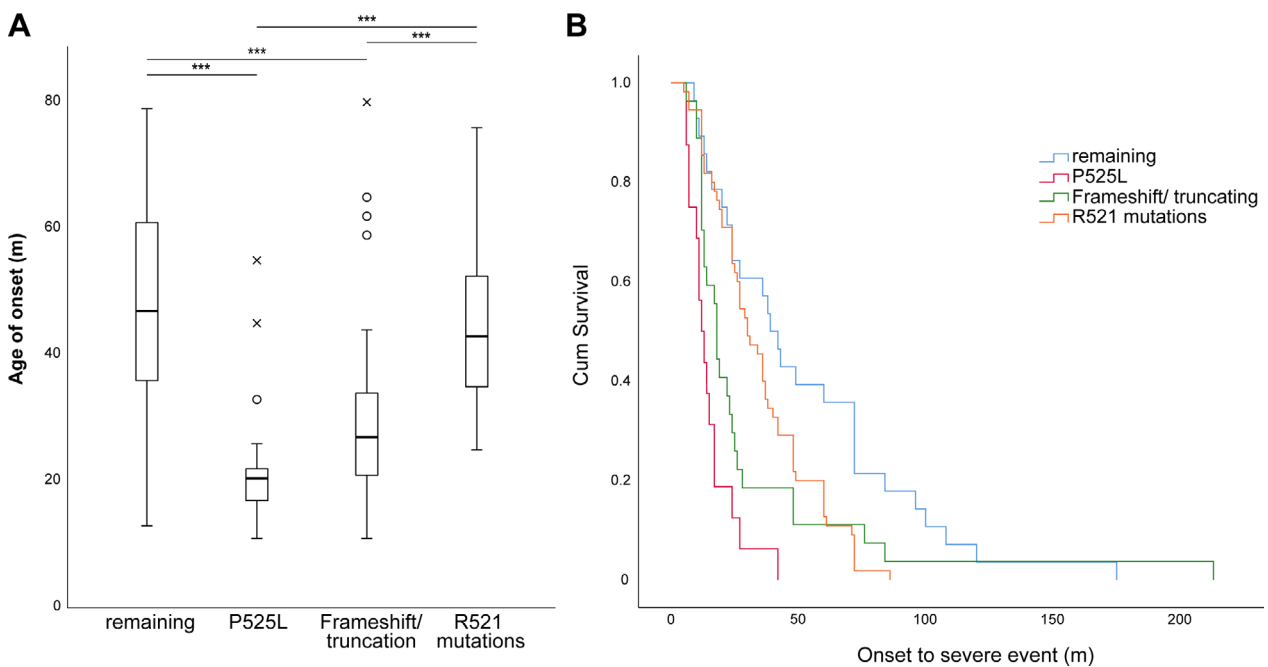 A
***
***
***
***
Age of onset (m)
80
60
40
20
0
remaining
P525L
Frameshift/
truncation
R521
mutations
B
Cum Survival
1.0
0.8
0.6
0.4
0.2
0
remaining
P525L
Frameshift/ truncating
R521 mutations
0
50
100
150
200
Onset to severe event (m)